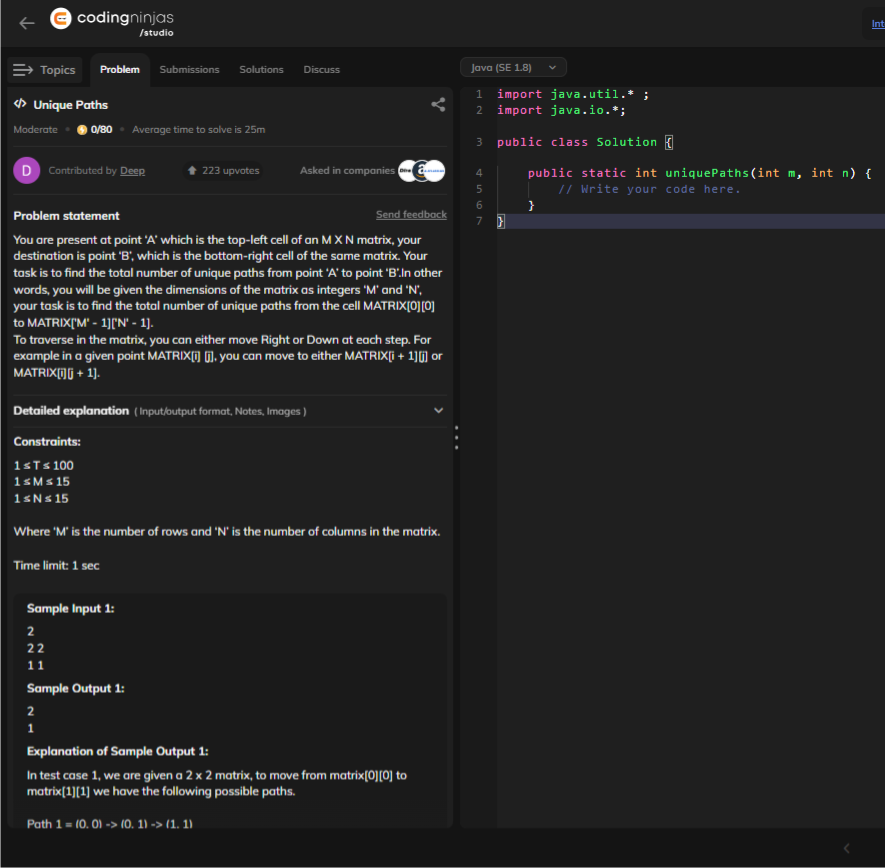 codingninjas
/studio
Int
Topics
Problem
Submissions
Solutions
Discuss
Java (SE 1.8)
</> Unique Paths
Moderate • 0/80 • Average time to solve is 25m
D
Contributed by Deep
223 upvotes
Asked in companies
Problem statement
Send feedback
You are present at point ‘A’ which is the top-left cell of an M X N matrix, your
destination is point ‘B’, which is the bottom-right cell of the same matrix. Your
task is to find the total number of unique paths from point ‘A’ to point ‘B’.In other
words, you will be given the dimensions of the matrix as integers ‘M’ and ‘N’,
your task is to find the total number of unique paths from the cell MATRIX[0][0]
to MATRIX['M' - 1]['N' - 1].
To traverse in the matrix, you can either move Right or Down at each step. For
example in a given point MATRIX[i] [j], you can move to either MATRIX[i + 1][j] or
MATRIX[i][j + 1].
Detailed explanation ( Input/output format, Notes, Images )
Constraints:
1 ≤ T ≤ 100
1 ≤ M ≤ 15
1 ≤ N ≤ 15
Where ‘M’ is the number of rows and ‘N’ is the number of columns in the matrix.
Time limit: 1 sec
Sample Input 1:
2
2 2
1 1
Sample Output 1:
2
1
Explanation of Sample Output 1:
In test case 1, we are given a 2 x 2 matrix, to move from matrix[0][0] to
matrix[1][1] we have the following possible paths.
Path 1 = (0, 0) -> (0, 1) -> (1, 1)
1 import java.util.* ;
2 import java.io.*;
3 public class Solution {
4 public static int uniquePaths(int m, int n) {
5 // Write your code here.
6 }
7 }